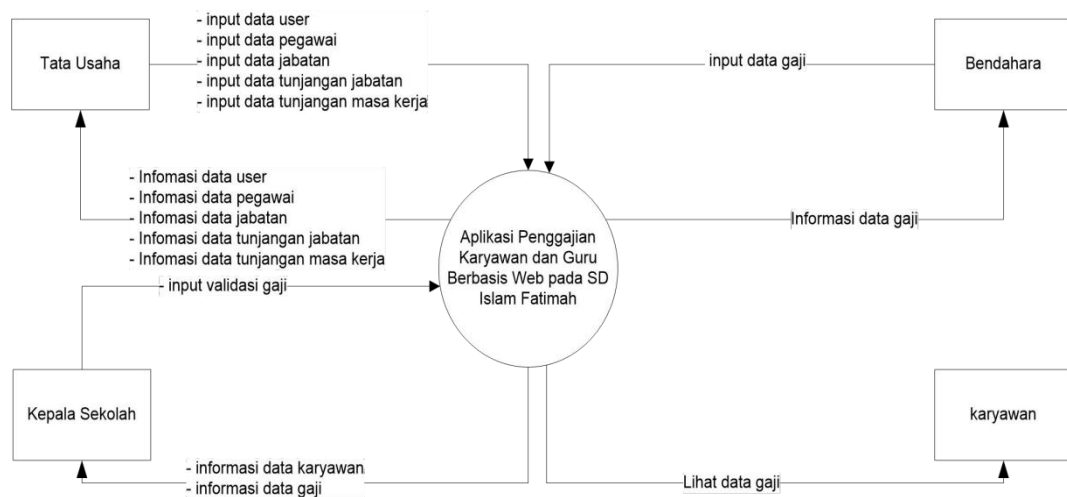 Tata Usaha
- input data user
- input data pegawai
- input data jabatan
- input data tunjangan jabatan
- input data tunjangan masa kerja
input data gaji
Bendahara
- Infomasi data user
- Infomasi data pegawai
- Infomasi data jabatan
- Infomasi data tunjangan jabatan
- Infomasi data tunjangan masa kerja
Aplikasi Penggajian
Karyawan dan Guru
Berbasis Web pada SD
Islam Fatimah
Informasi data gaji
- input validasi gaji
Kepala Sekolah
karyawan
- informasi data karyawan
- informasi data gaji
Lihat data gaji